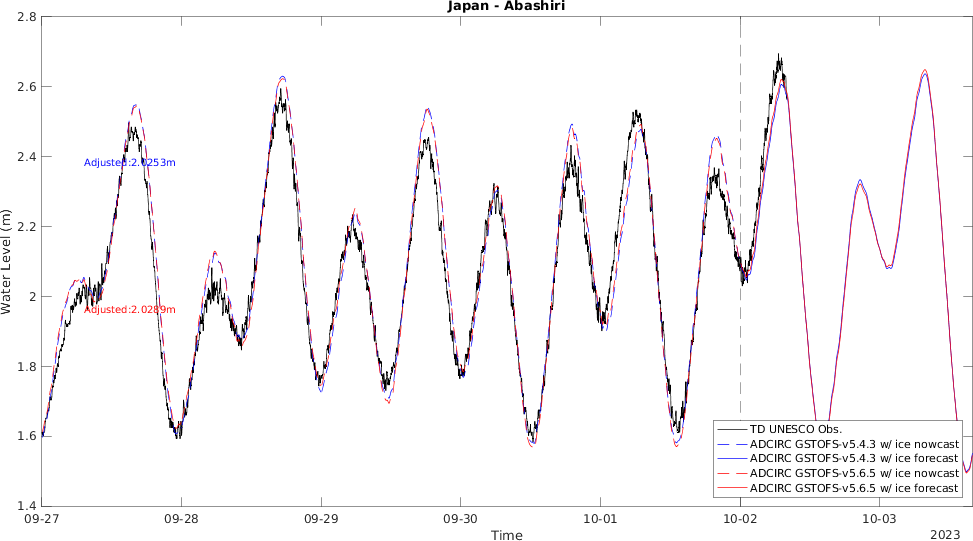 Japan - Abashiri
Water Level (m)
2.8
2.6
2.4
2.2
2
1.8
1.6
1.4
Adjusted:2.0253m
Adjusted:2.0289m
TD UNESCO Obs.
ADCIRC GSTOFS-v5.4.3 w/ ice nowcast
ADCIRC GSTOFS-v5.4.3 w/ ice forecast
ADCIRC GSTOFS-v5.6.5 w/ ice nowcast
ADCIRC GSTOFS-v5.6.5 w/ ice forecast
09-27 09-28 09-29 09-30 10-01 10-02 10-03
Time
2023